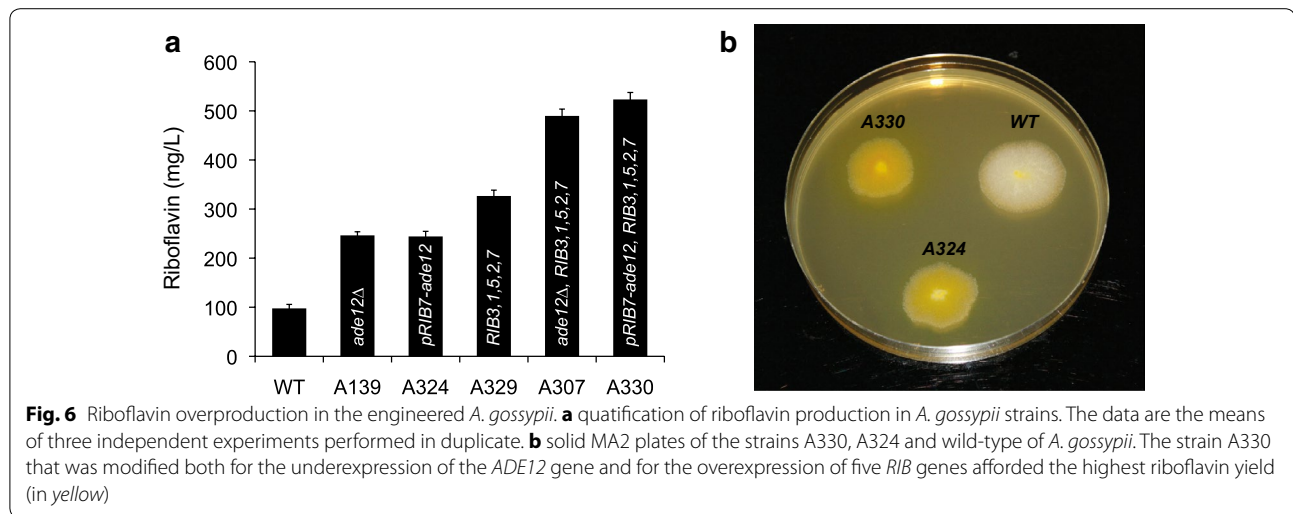 a
b
600
500
400
300
200
100
0
Riboflavin (mg/L)
ade12Δ
pRIB7-ade12
RIB3,1,5,2,7
ade12Δ, RIB3,1,5,2,7
pRIB7-ade12, RIB3,1,5,2,7
WT A139 A324 A329 A307 A330
A330 WT
A324
Fig. 6 Riboflavin overproduction in the engineered A. gossypii. a quatification of riboflavin production in A. gossypii strains. The data are the means
of three independent experiments performed in duplicate. b solid MA2 plates of the strains A330, A324 and wild-type of A. gossypii. The strain A330
that was modified both for the underexpression of the ADE12 gene and for the overexpression of five RIB genes afforded the highest riboflavin yield
(in yellow)